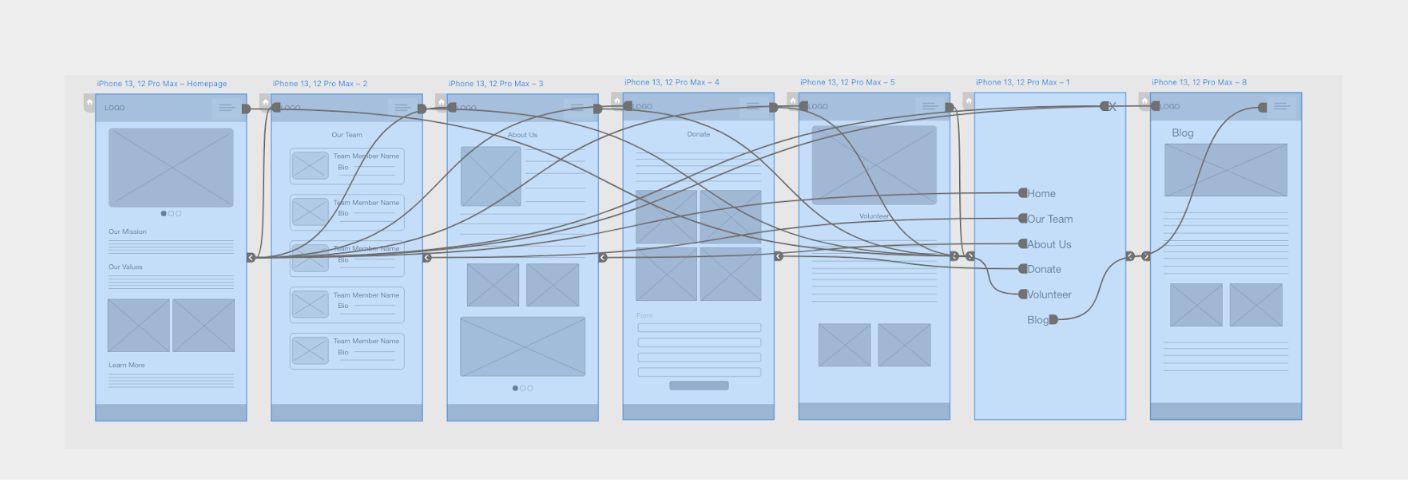 iPhone 13, 12 Pro Max – Homepage
LOGO
Our Mission
Our Values
Learn More
iPhone 13, 12 Pro Max – 2
LOGO
Our Team
Team Member Name
Bio
Team Member Name
Bio
Team Member Name
Bio
Team Member Name
Bio
Team Member Name
Bio
iPhone 13, 12 Pro Max – 3
LOGO
About Us
iPhone 13, 12 Pro Max – 4
LOGO
Donate
Form
iPhone 13, 12 Pro Max – 5
LOGO
Volunteer
iPhone 13, 12 Pro Max – 1
X
Home
Our Team
About Us
Donate
Volunteer
Blog
iPhone 13, 12 Pro Max – 8
LOGO
Blog